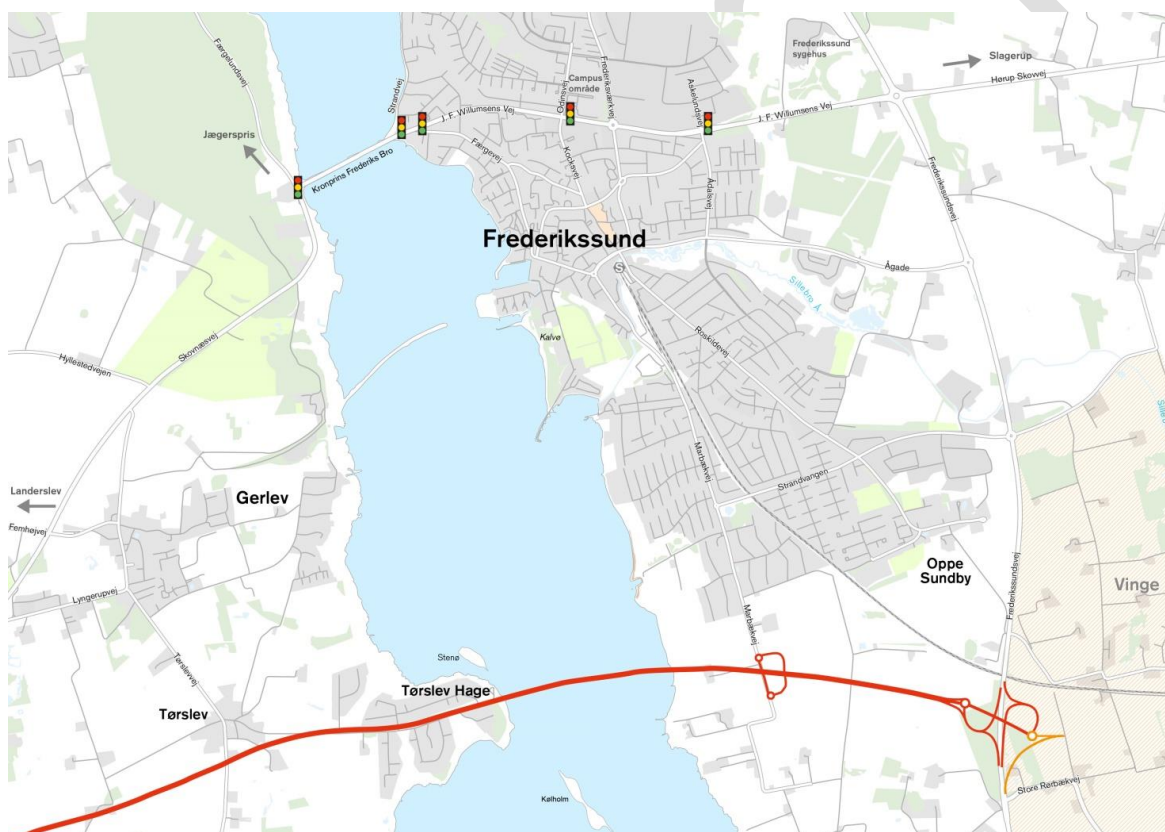 Færgelundsvej
Strandvej
J. F. Willumsens Vej
Campus
område
Odinsvej
Frederiksværkvej
Askelundsvej
Frederikssund
sygehus
Slagerup
Hørup Skovvej
J. F. Willumsens Vej
Jægerspris
Kronprins Frederiks Bro
Færgevej
Kocksvej
Ådalsvej
Frederikssundsvej
Frederikssund
S
Ågade
Sillebro Å
Skovnæsvej
Kalvø
Roskildevej
Hyllestedvejen
Marbækvej
Strandvangen
Landerslev
Gerlev
Femhøjvej
Oppe
Sundby
Frederikssundsvej
Vinge
Lyngerupvej
Marbækvej
Tørslevvej
Stenø
Tørslev Hage
Tørslev
Kølholm
Store Rørbækvej